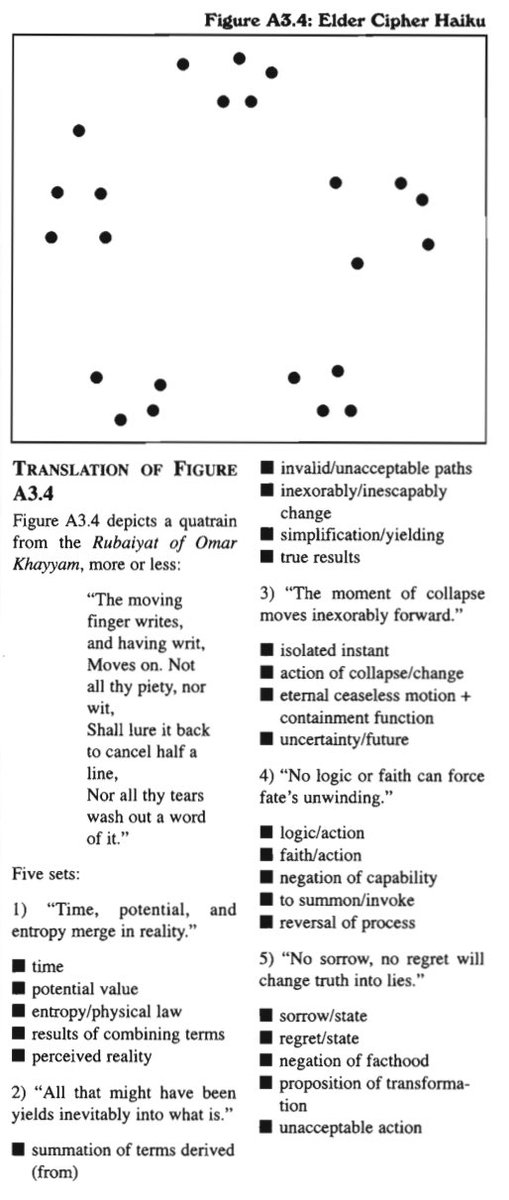 Figure A3.4: Elder Cipher Haiku
TRANSLATION OF FIGURE
A3.4
Figure A3.4 depicts a quatrain
from the Rubaiyat of Omar
Khayyam, more or less:
“The moving
finger writes,
and having writ,
Moves on. Not
all thy piety, nor
wit,
Shall lure it back
to cancel half a
line,
Nor all thy tears
wash out a word
of it.”
Five sets:
1) “Time, potential, and
entropy merge in reality.”
■ time
■ potential value
■ entropy/physical law
■ results of combining terms
■ perceived reality
2) “All that might have been
yields inevitably into what is.”
■ summation of terms derived
(from)
■ invalid/unacceptable paths
■ inexorably/inescapably
change
■ simplification/yielding
■ true results
3) “The moment of collapse
moves inexorably forward.”
■ isolated instant
■ action of collapse/change
■ eternal ceaseless motion +
containment function
■ uncertainty/future
4) “No logic or faith can force
fate’s unwinding.”
■ logic/action
■ faith/action
■ negation of capability
■ to summon/invoke
■ reversal of process
5) “No sorrow, no regret will
change truth into lies.”
■ sorrow/state
■ regret/state
■ negation of facthood
■ proposition of transforma-
tion
■ unacceptable action